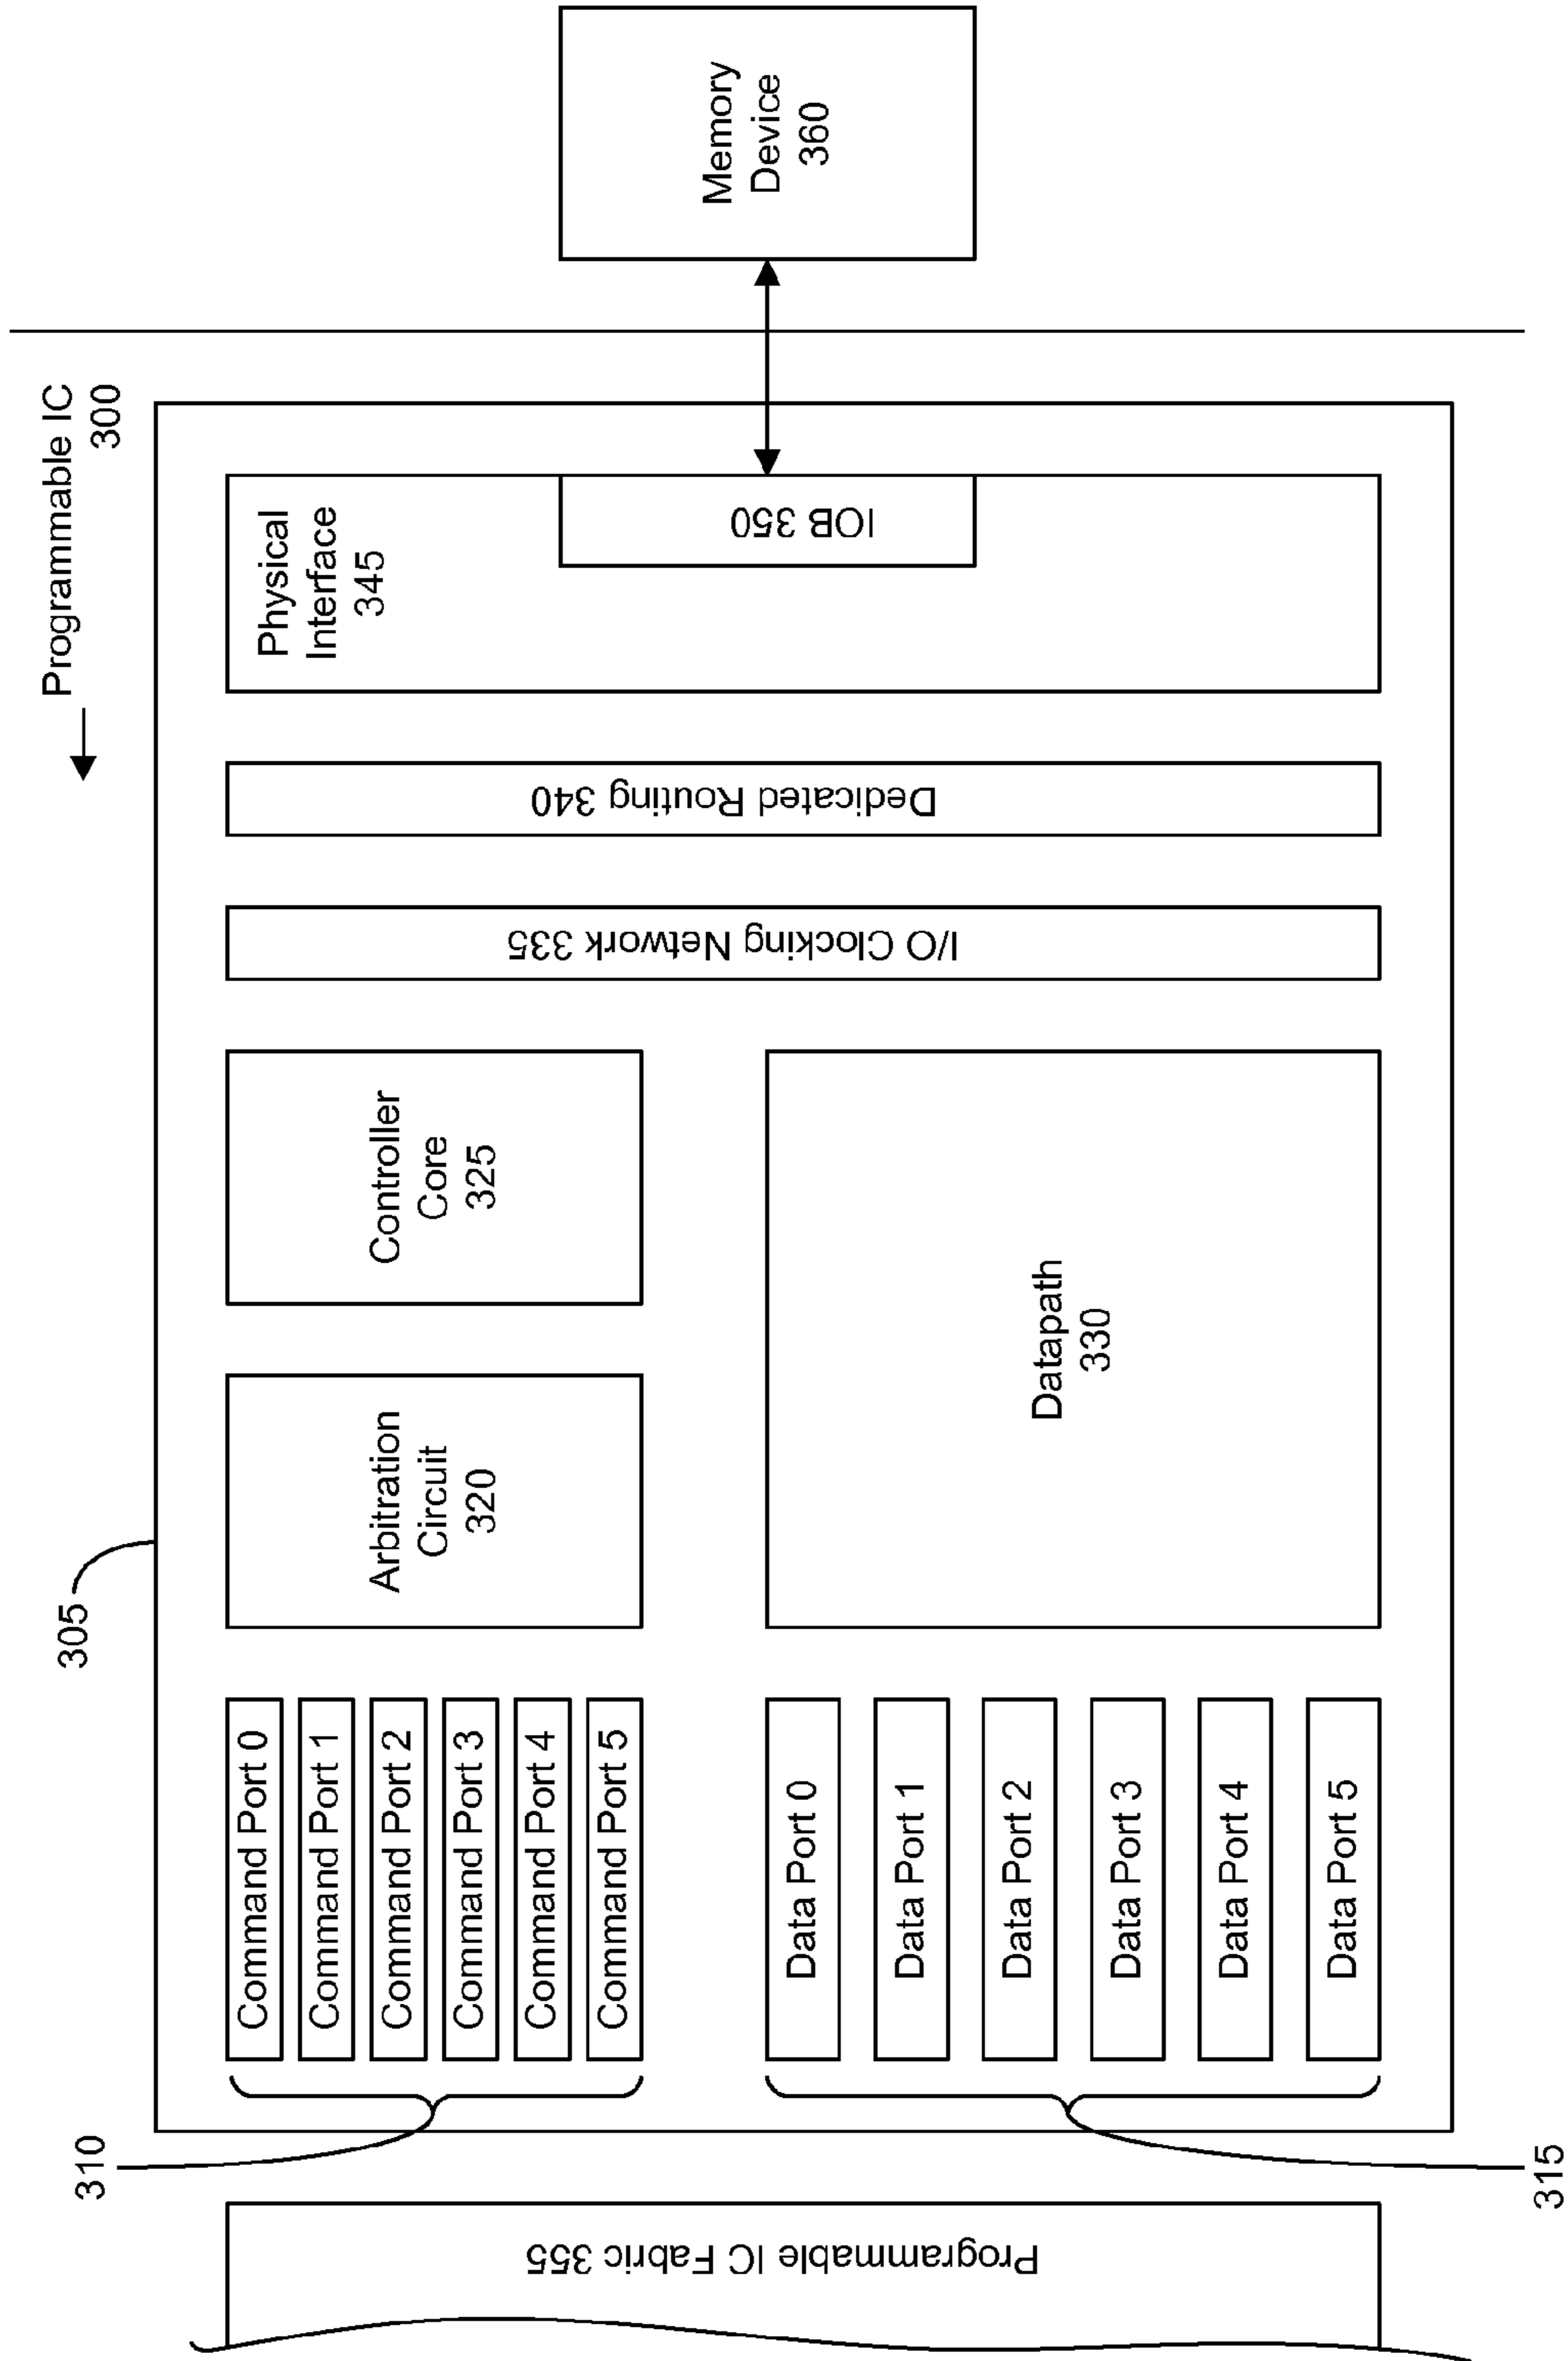 Programmable IC
300
305
310
315
Programmable IC Fabric 355
Command Port 0
Command Port 1
Command Port 2
Command Port 3
Command Port 4
Command Port 5
Data Port 0
Data Port 1
Data Port 2
Data Port 3
Data Port 4
Data Port 5
Arbitration
Circuit
320
Controller
Core
325
Datapath
330
I/O Clocking Network 335
Dedicated Routing 340
Physical
Interface
345
IOB 350
Memory
Device
360